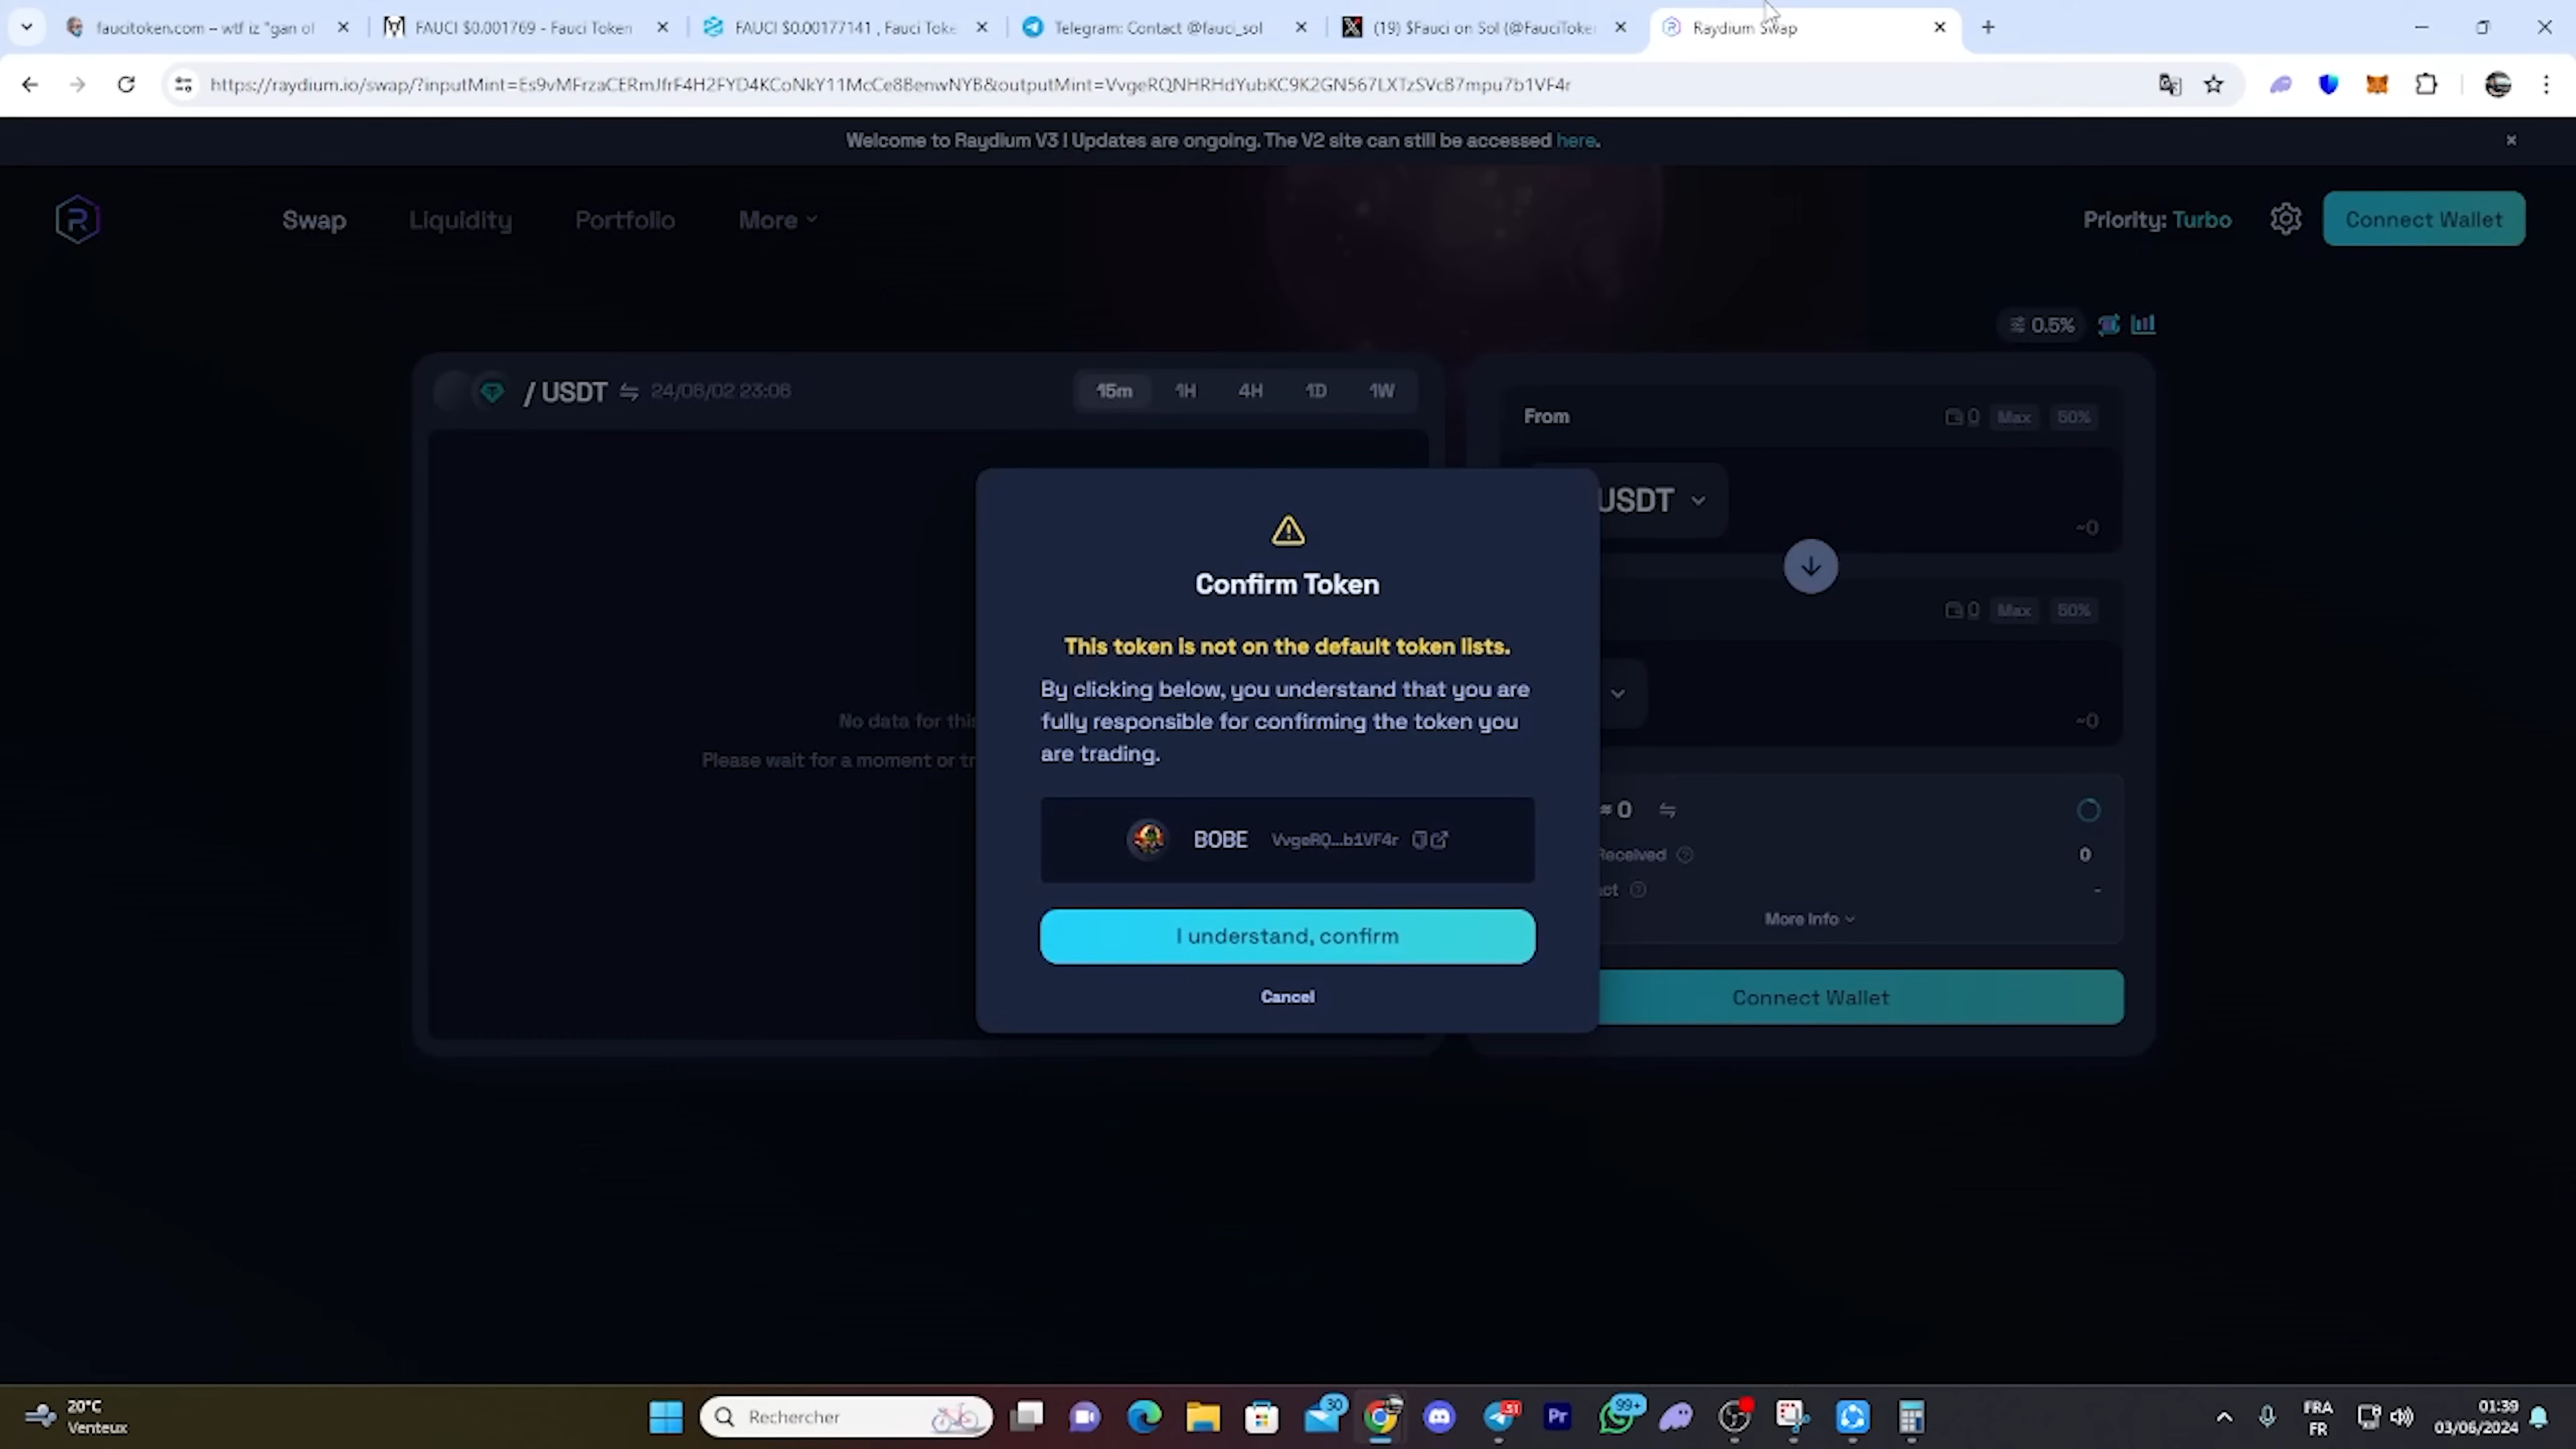 faucitoken.com – wtf iz "gan of
FAUCI $0.001769 - Fauci Token
FAUCI $0.00177141 , Fauci Toke
Telegram: Contact @fauci_sol
(19) $Fauci on Sol (@FauciToke
Raydium Swap
https://raydium.io/swap/?inputMint=Es9vMFrzaCERmJfrF4H2FYD4KCoNkY11McCe8BenwNYB&outputMint=VvgeRQNHRHdYubKC9K2GN567LXTzSVcB7mpu7b1VF4r
Welcome to Raydium V3 ! Updates are ongoing. The V2 site can still be accessed here.
Swap
Liquidity
Portfolio
More
Priority: Turbo
Connect Wallet
0.5%
/ USDT
24/06/02 23:06
15m
1H
4H
1D
1W
From
0
Max
50%
USDT
~0
0
Max
50%
~0
No data for this
Please wait for a moment or tr
Confirm Token
This token is not on the default token lists.
By clicking below, you understand that you are
fully responsible for confirming the token you
are trading.
BOBE
VvgeRQ...b1VF4r
I understand, confirm
Cancel
≈ 0
Received
0
act
-
More Info
Connect Wallet
20°C
Venteux
Rechercher
30
31
Pr
99+
FRA
FR
01:39
03/06/2024